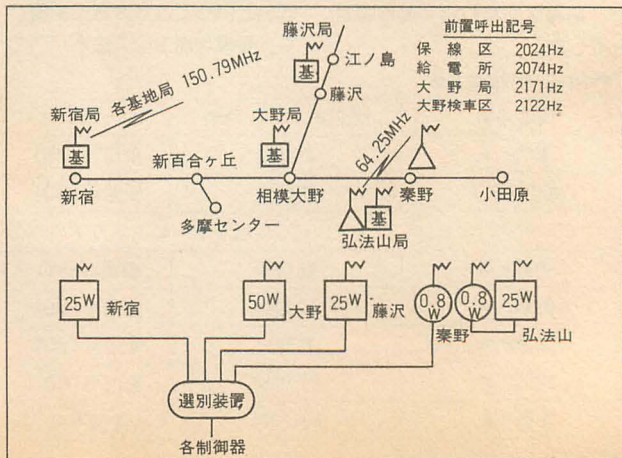 藤沢局
前置呼出記号
保線区 2024Hz
給電所 2074Hz
大野局 2171Hz
大野検車区 2122Hz
基
江ノ島
藤沢
各基地局 150.79MHz
新宿局
基
大野局
基
64.25MHz
新百合ヶ丘
新宿
相模大野
秦野
小田原
多摩センター
基
弘法山局
25W 新宿
50W 大野
25W 藤沢
0.8W 秦野
0.8W
25W 弘法山
選別装置
各制御器